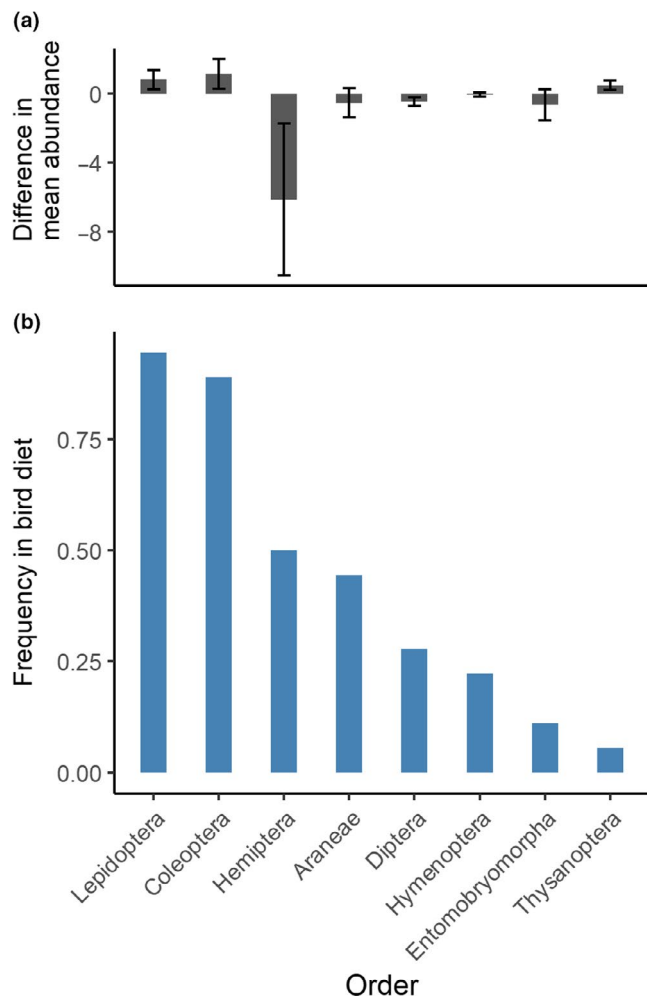 (a)
Difference in
mean abundance
0
−4
−8
(b)
Frequency in bird diet
0.75
0.50
0.25
0.00
Lepidoptera
Coleoptera
Hemiptera
Araneae
Diptera
Hymenoptera
Entomobryomorpha
Thysanoptera
Order